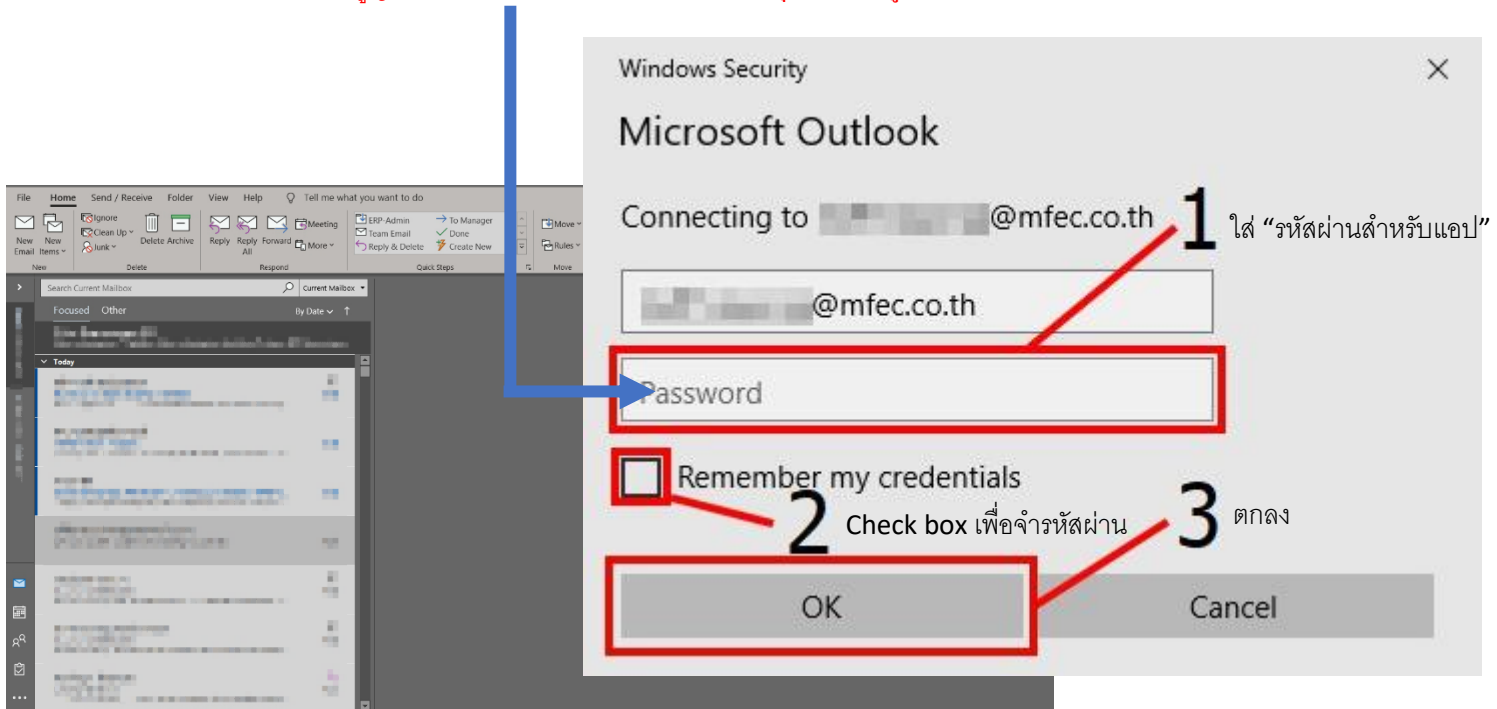 Windows Security
Microsoft Outlook
Connecting to @mfec.co.th
1 ใส่ “รหัสผ่านสำหรับแอป”
@mfec.co.th
Password
Remember my credentials
2 Check box เพื่อจำรหัสผ่าน
3 ตกลง
OK
Cancel
File Home Send / Receive Folder View Help Tell me what you want to do
New Email
New Items
Ignore
Clean Up
Junk
Delete
Archive
Reply
Reply All
Forward
Meeting
More
ERP-Admin
Team Email
Reply & Delete
To Manager
Done
Create New
Move
Rules
New Delete Respond Quick Steps Move
Search Current Mailbox
Current Mailbox
Focused Other By Date
Today